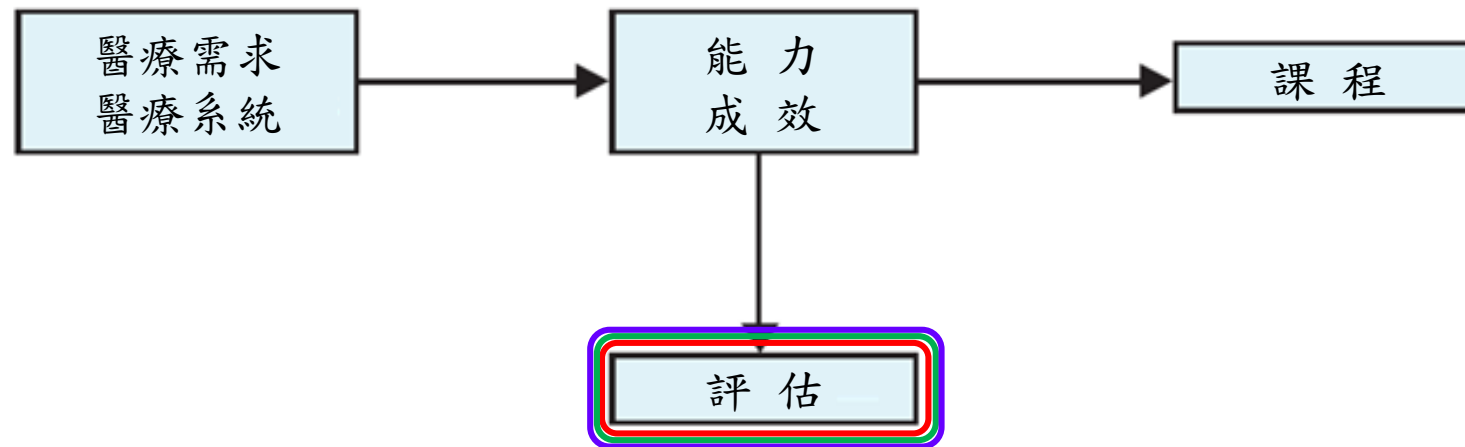 醫療需求
醫療系統
能 力
成 效
課 程
評 估